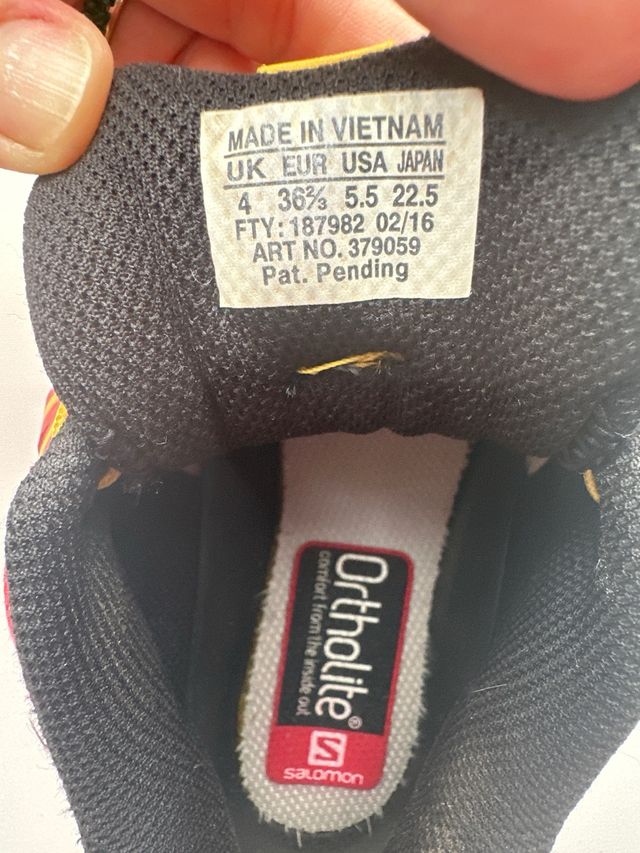 MADE IN VIETNAM
UK EUR USA JAPAN
4 36⅔ 5.5 22.5
FTY: 187982 02/16
ART NO. 379059
Pat. Pending
Ortholite®
comfort from the inside out
S
salomon